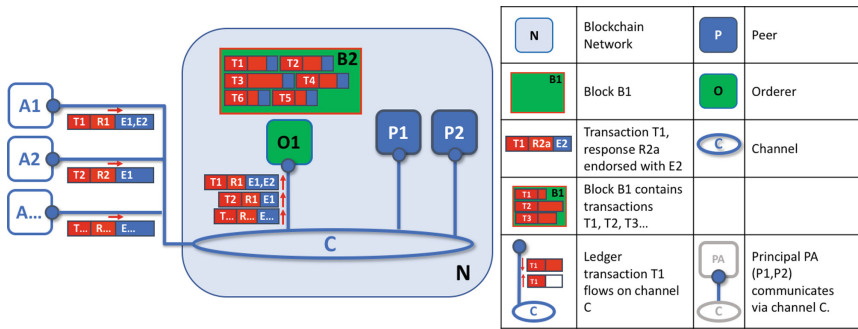 A1
T1 R1 E1,E2
A2
T2 R2 E1
A...
T... R... E...
B2
T1 T2
T3 T4
T6 T5
O1
P1
P2
T1 R1 E1,E2
T2 R1 E1
T... R... E...
C
N
N
Blockchain
Network
P
Peer
B1
Block B1
O
Orderer
T1 R2a E2
Transaction T1,
response R2a
endorsed with E2
C
Channel
B1
T1
T2
T3
Block B1 contains
transactions
T1, T2, T3...
T1
T1
C
Ledger
transaction T1
flows on channel
C
PA
C
Principal PA
(P1,P2)
communicates
via channel C.